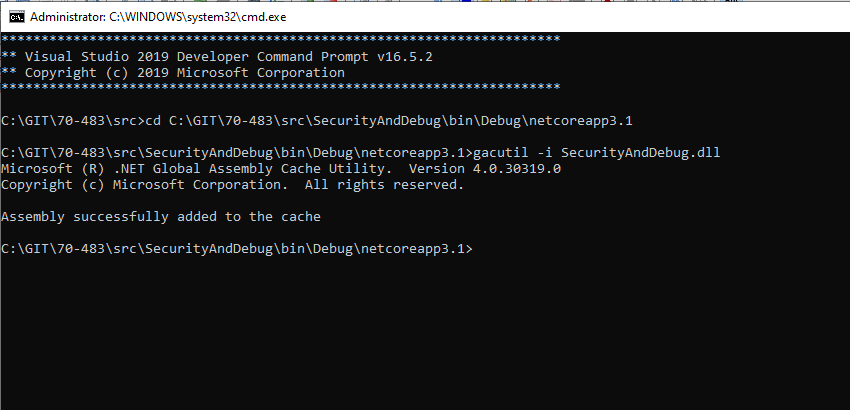 Administrator: C:\WINDOWS\system32\cmd.exe
**********************************************************************
** Visual Studio 2019 Developer Command Prompt v16.5.2
** Copyright (c) 2019 Microsoft Corporation
**********************************************************************
C:\GIT\70-483\src>cd C:\GIT\70-483\src\SecurityAndDebug\bin\Debug\netcoreapp3.1
C:\GIT\70-483\src\SecurityAndDebug\bin\Debug\netcoreapp3.1>gacutil -i SecurityAndDebug.dll
Microsoft (R) .NET Global Assembly Cache Utility.  Version 4.0.30319.0
Copyright (c) Microsoft Corporation.  All rights reserved.
Assembly successfully added to the cache
C:\GIT\70-483\src\SecurityAndDebug\bin\Debug\netcoreapp3.1>